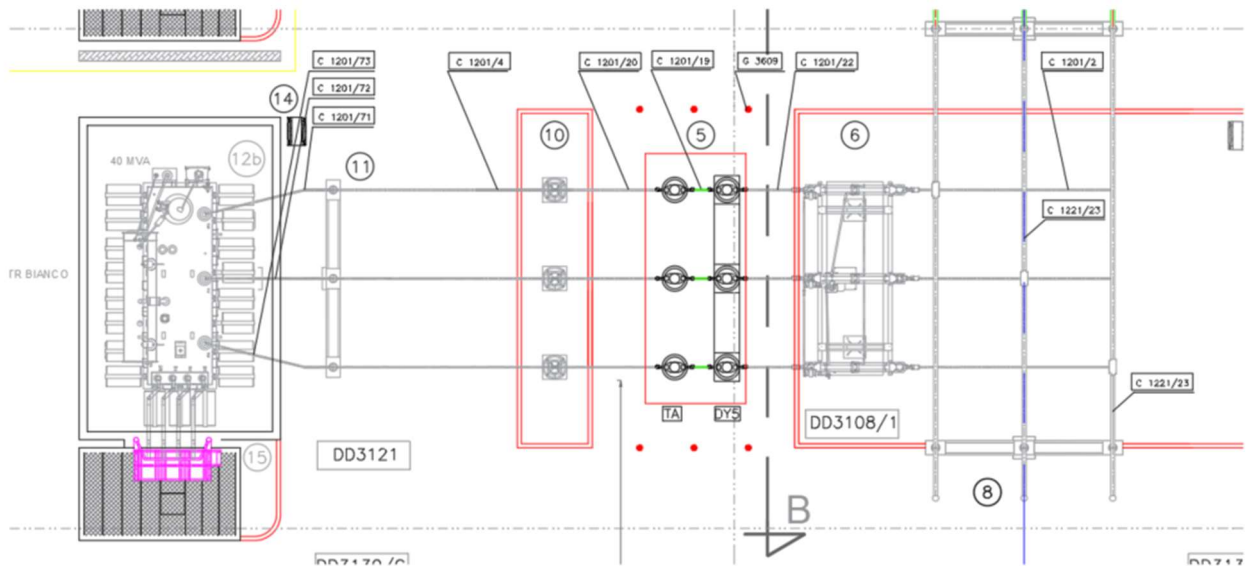 C 1201/73
C 1201/4
C 1201/20
C 1201/19
G 3609
C 1201/22
C 1201/2
C 1201/72
14
C 1201/71
10
5
6
12b
40 MVA
11
C 1221/23
TR BIANCO
C 1221/23
TA
DY5
DD3108/1
DD3121
15
8
B